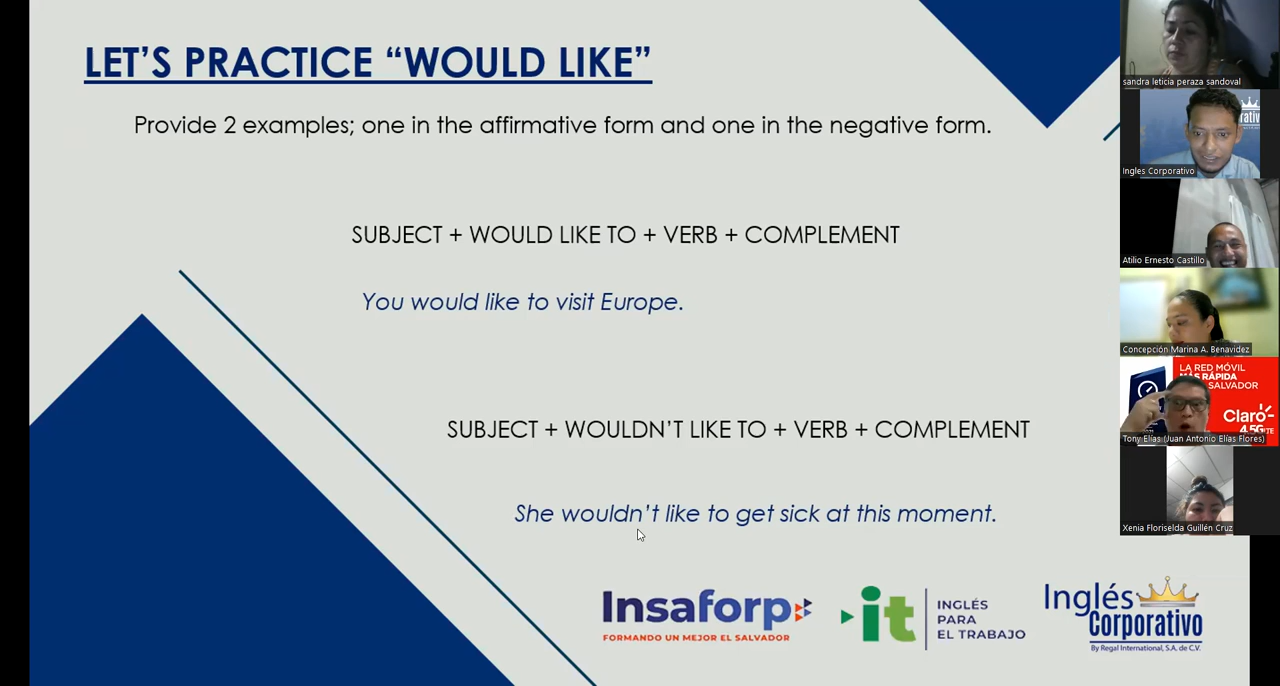 LET'S PRACTICE “WOULD LIKE”
Provide 2 examples; one in the affirmative form and one in the negative form.
SUBJECT + WOULD LIKE TO + VERB + COMPLEMENT
You would like to visit Europe.
SUBJECT + WOULDN'T LIKE TO + VERB + COMPLEMENT
She wouldn't like to get sick at this moment.
Insaforp
FORMANDO UN MEJOR EL SALVADOR
it
INGLÉS
PARA
EL TRABAJO
Inglés
Corporativo
By Regal International, S.A. de C.V.
sandra leticia peraza sandoval
Ingles Corporativo
Atilio Ernesto Castillo
Concepción Marina A. Benavidez
LA RED MÓVIL
MÁS RÁPIDA
SALVADOR
Claro
4.5G
Tony Elías (Juan Antonio Elías Flores)
Xenia Floriselda Guillén Cruz